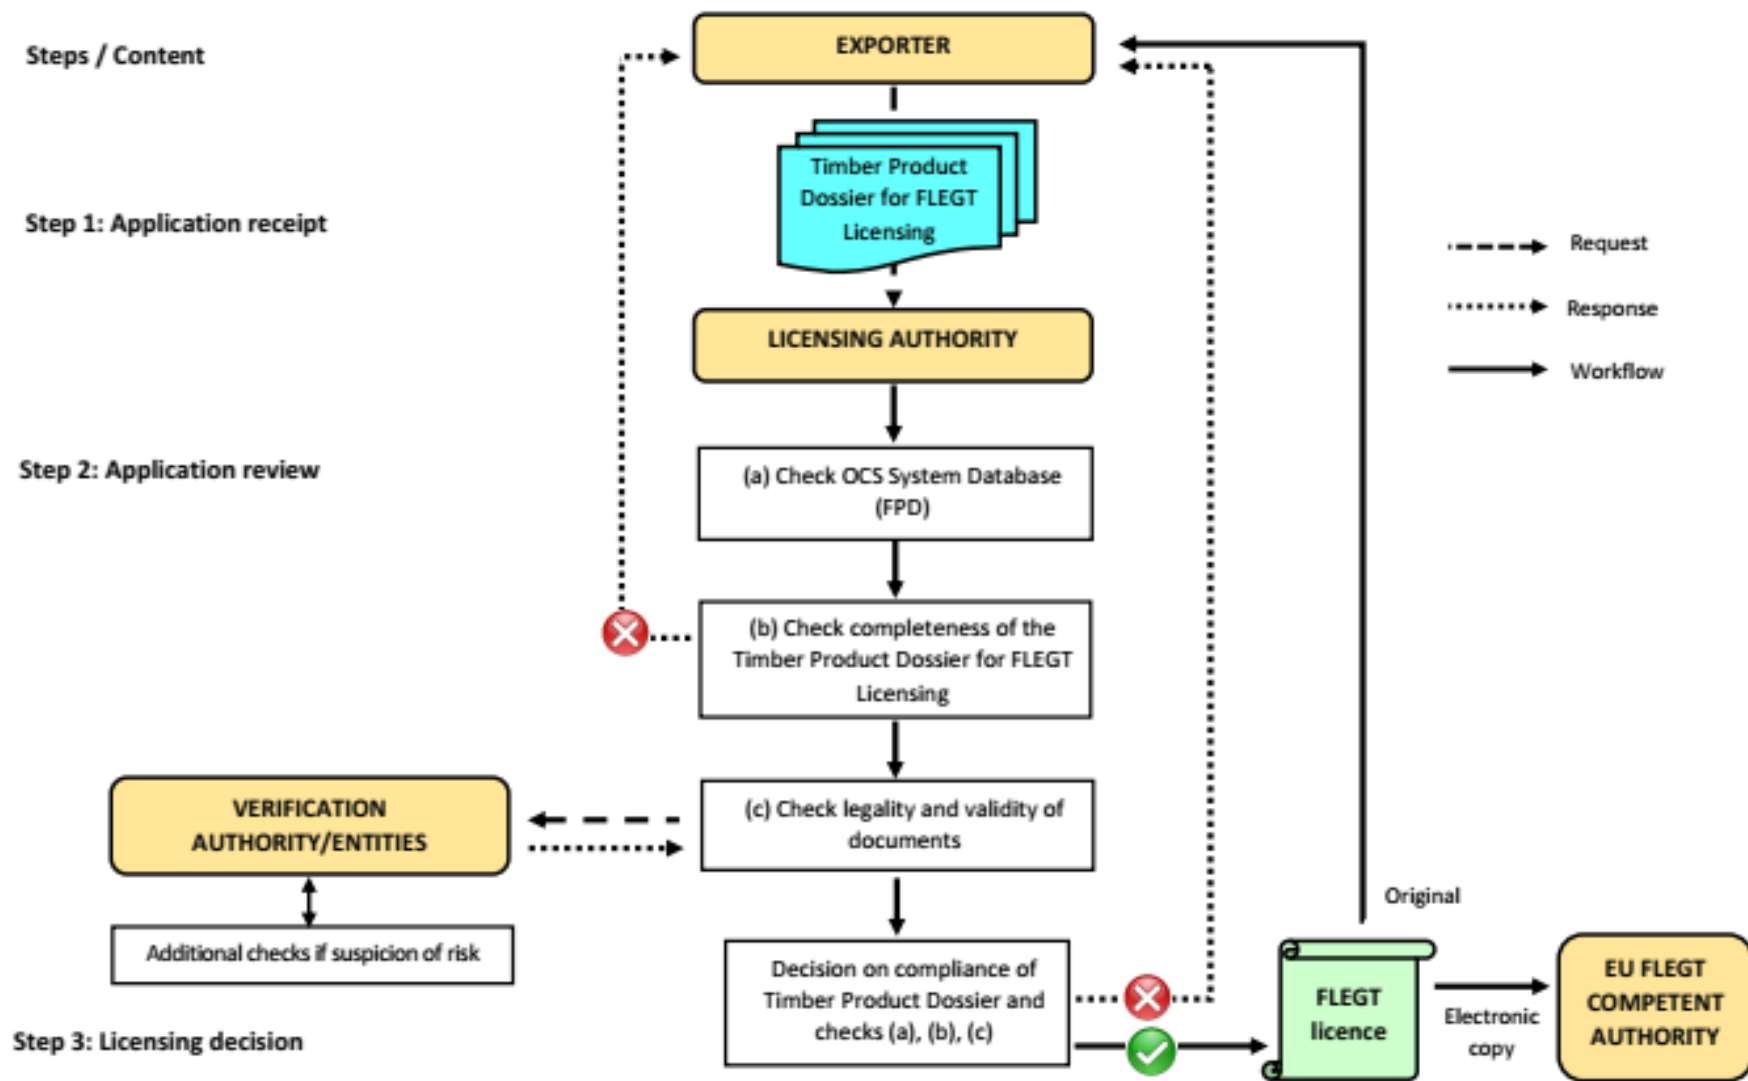 Steps / Content
EXPORTER
Timber Product
Dossier for FLEGT
Licensing
Step 1: Application receipt
Request
Response
Workflow
LICENSING AUTHORITY
Step 2: Application review
(a) Check OCS System Database
(FPD)
(b) Check completeness of the
Timber Product Dossier for FLEGT
Licensing
VERIFICATION
AUTHORITY/ENTITIES
(c) Check legality and validity of
documents
Additional checks if suspicion of risk
Original
Decision on compliance of
Timber Product Dossier and
checks (a), (b), (c)
FLEGT
licence
Electronic
copy
EU FLEGT
COMPETENT
AUTHORITY
Step 3: Licensing decision